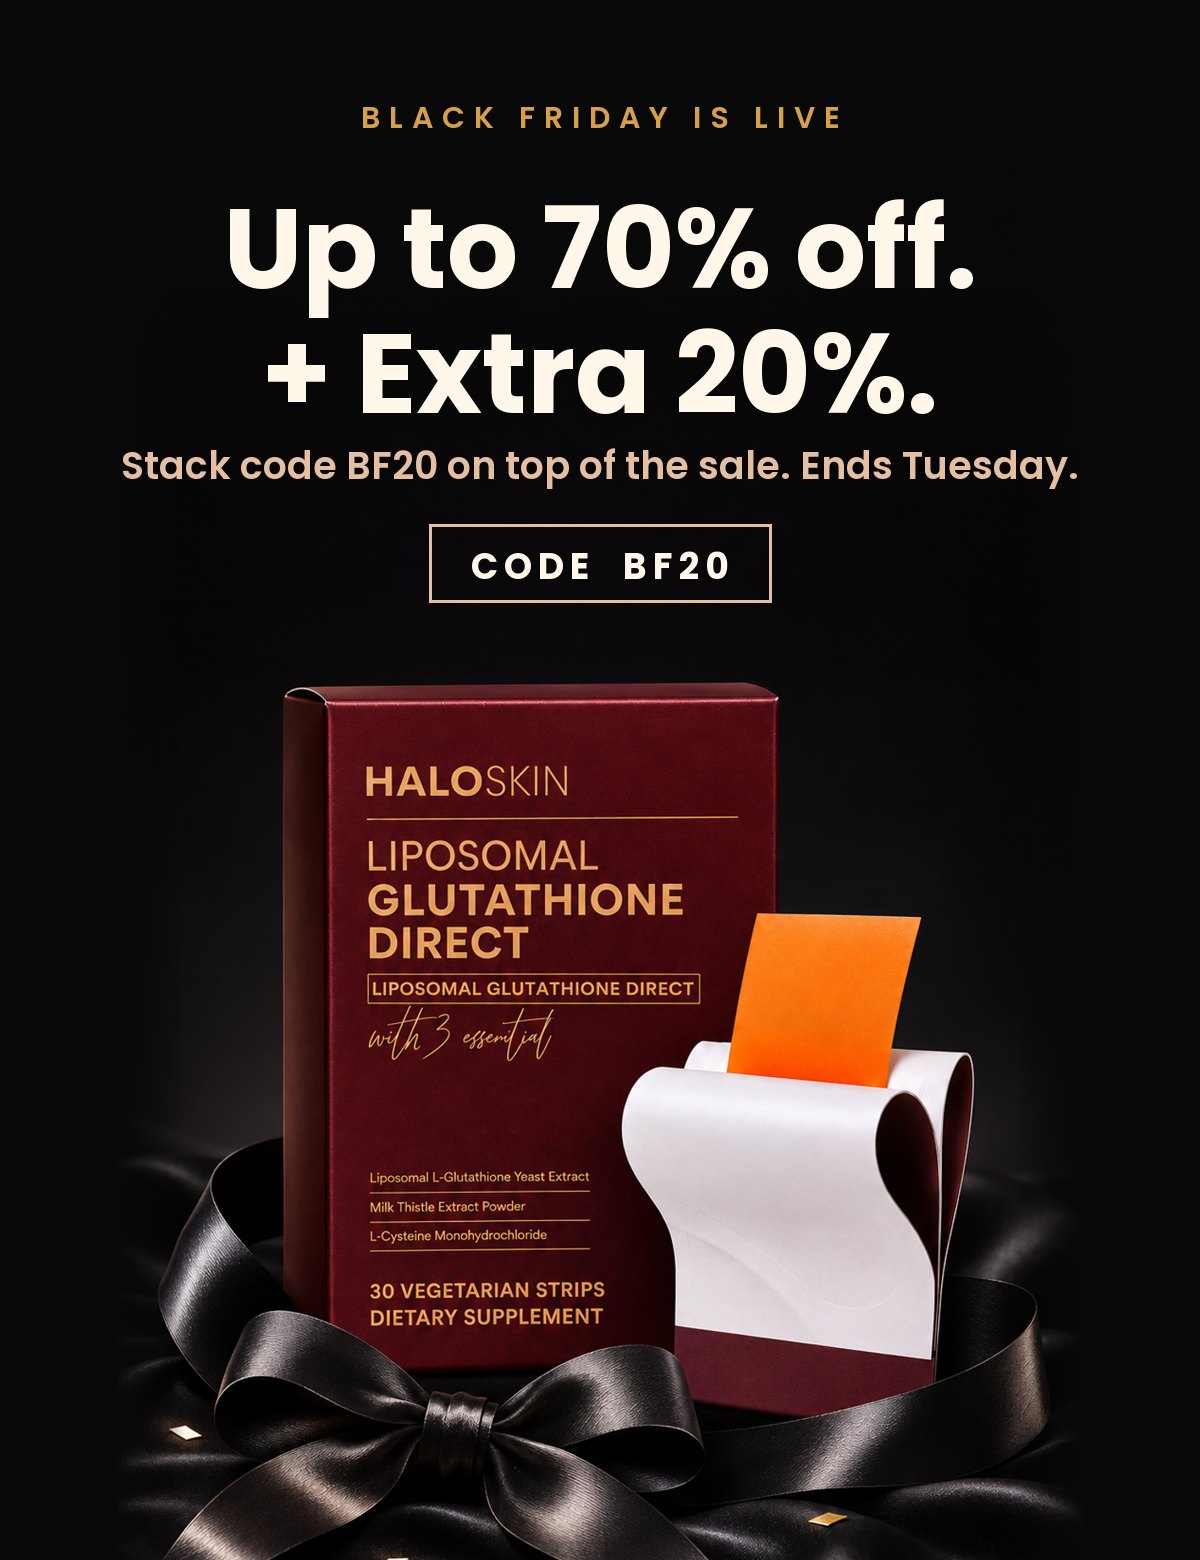 BLACK FRIDAY IS LIVE
Up to 70% off.
+ Extra 20%.
Stack code BF20 on top of the sale. Ends Tuesday.
CODE BF20
HALOSKIN
LIPOSOMAL
GLUTATHIONE
DIRECT
LIPOSOMAL GLUTATHIONE DIRECT
with 3 essential
Liposomal L-Glutathione Yeast Extract
Milk Thistle Extract Powder
L-Cysteine Monohydrochloride
30 VEGETARIAN STRIPS
DIETARY SUPPLEMENT